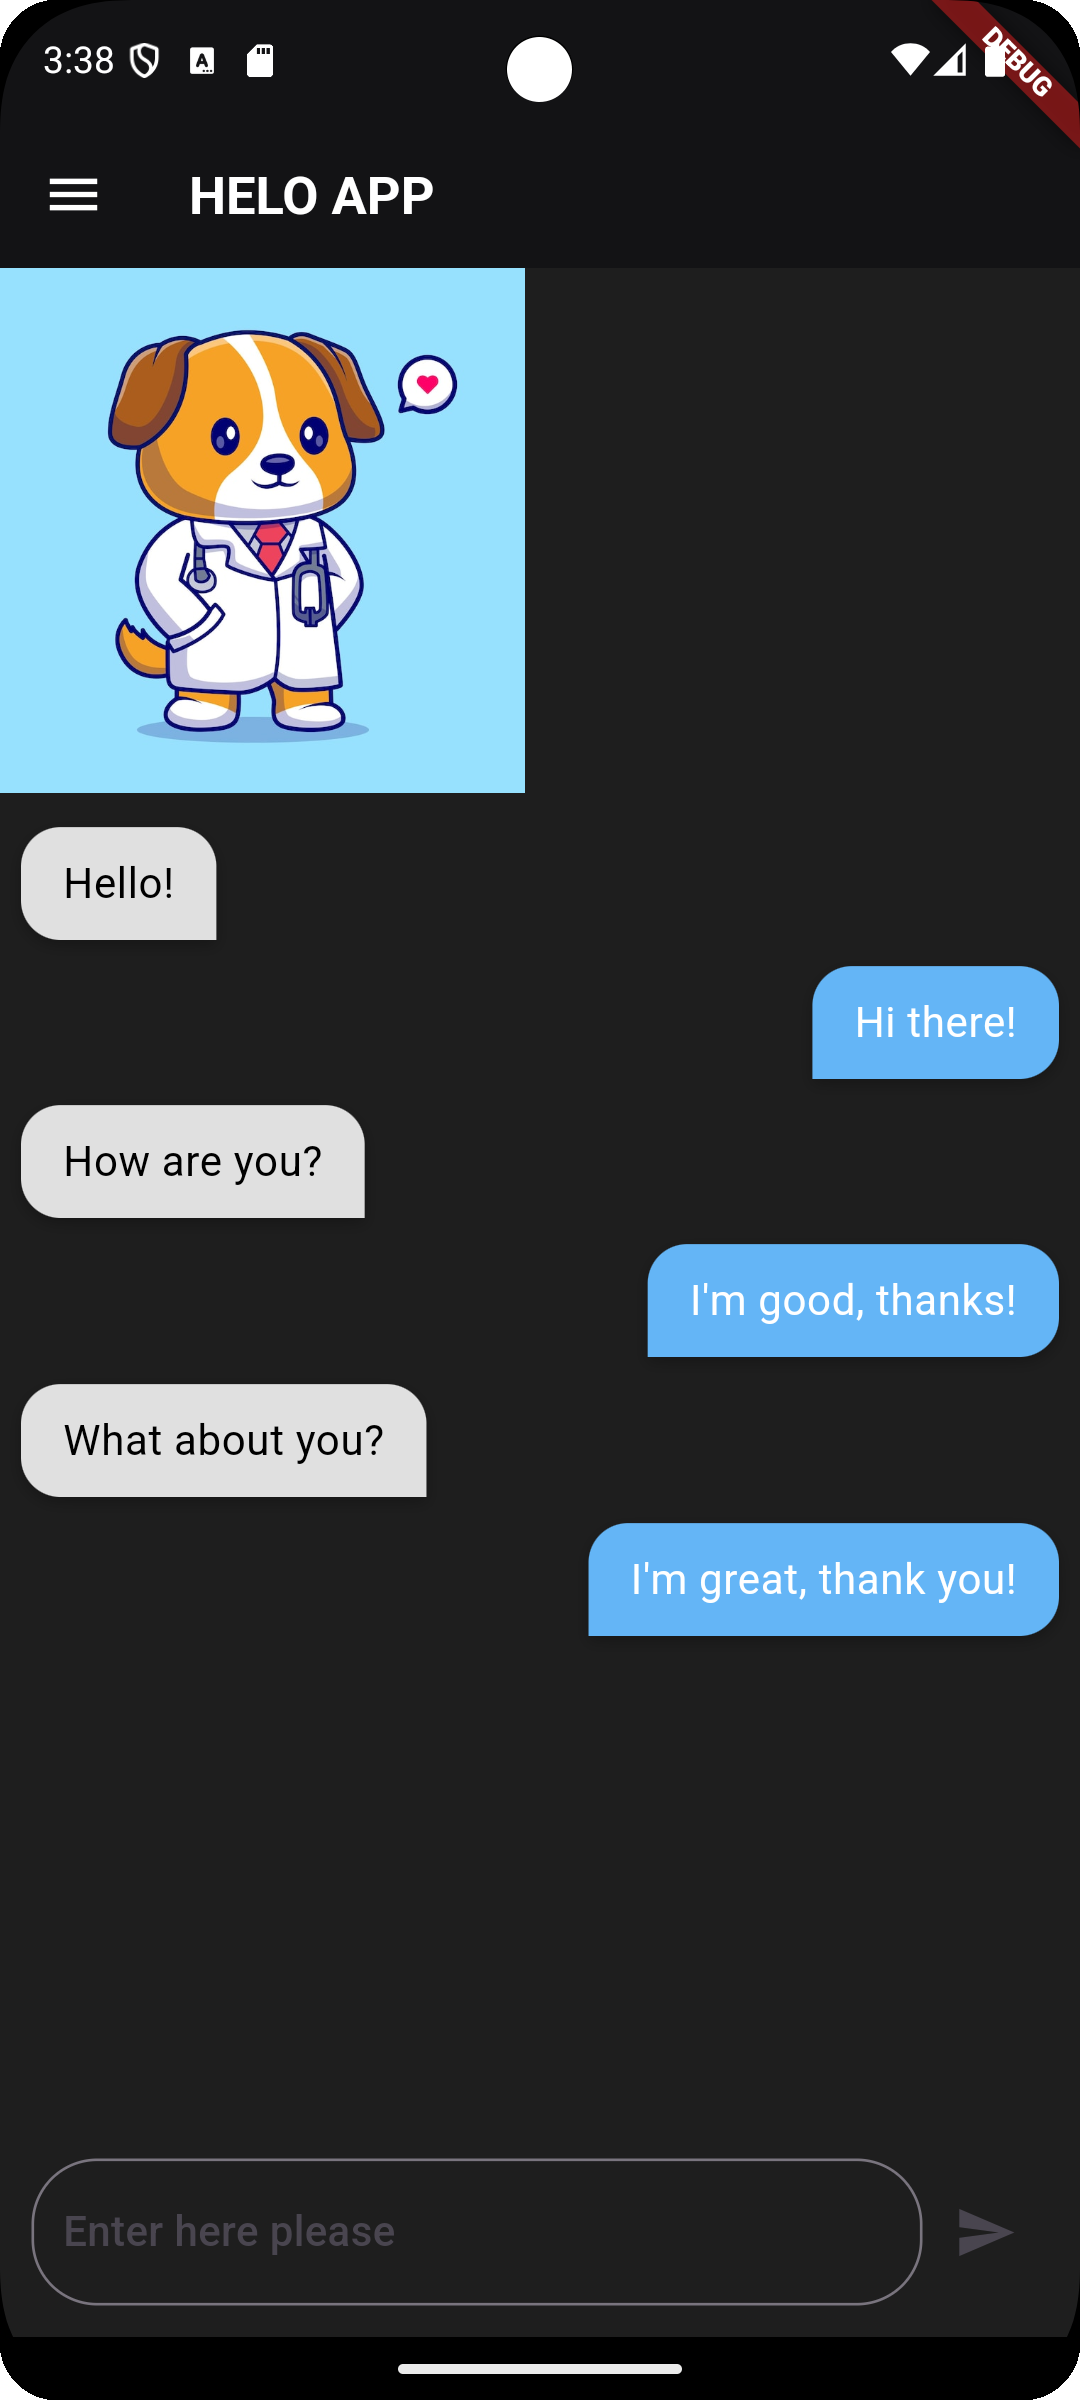 3:38
DEBUG
HELO APP
Hello!
Hi there!
How are you?
I'm good, thanks!
What about you?
I'm great, thank you!
Enter here please